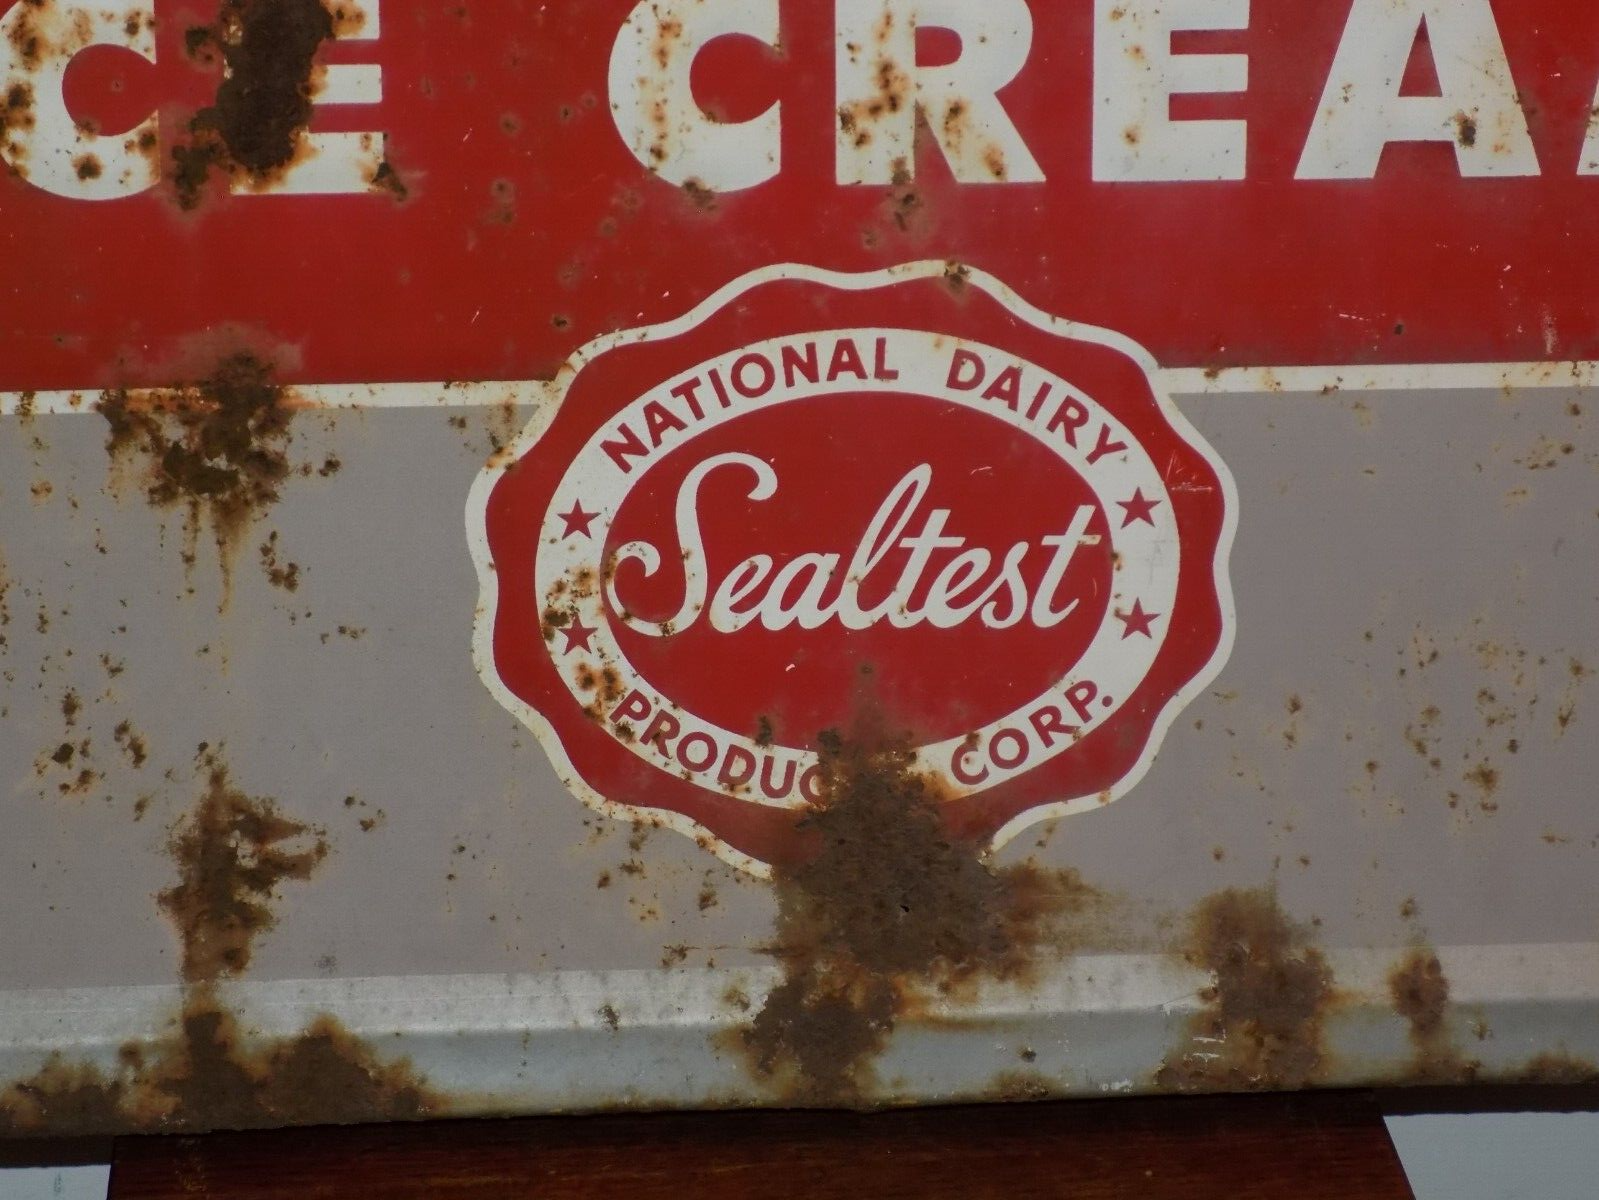 CE CREA
NATIONAL DAIRY
Sealtest
PRODUC CORP.